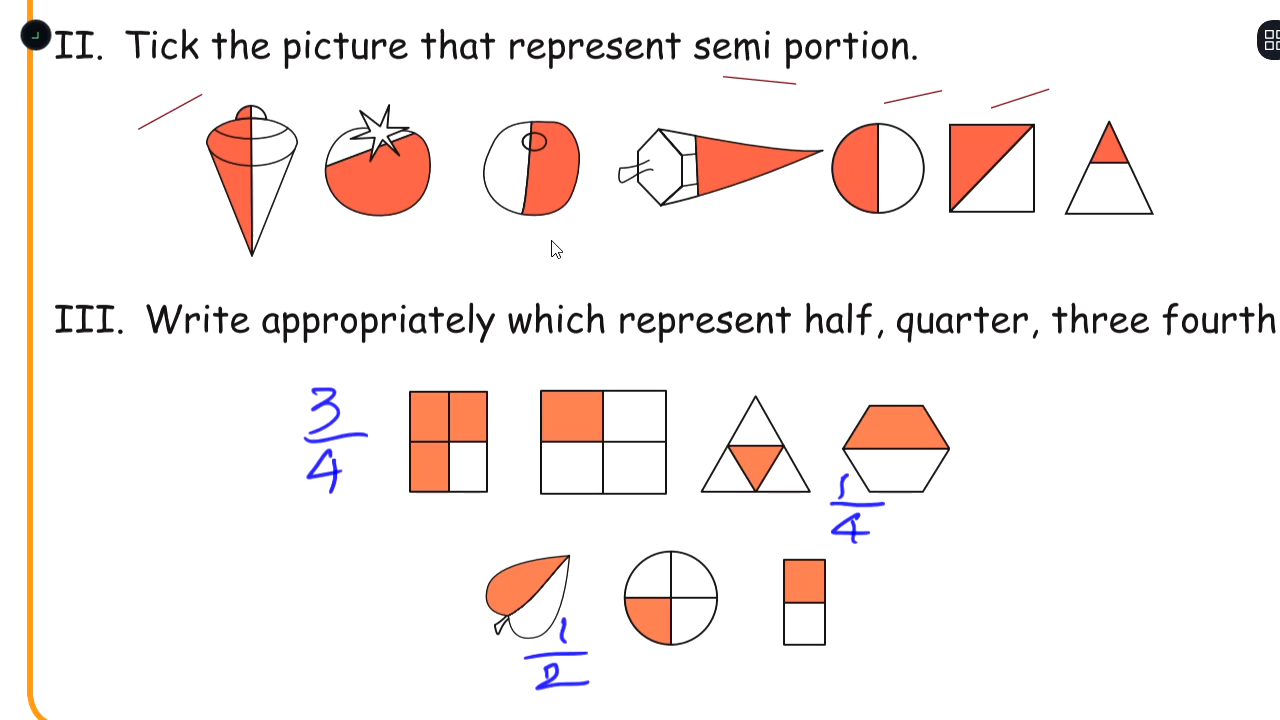 II. Tick the picture that represent semi portion.
III. Write appropriately which represent half, quarter, three fourth
3/4
1/4
1/2